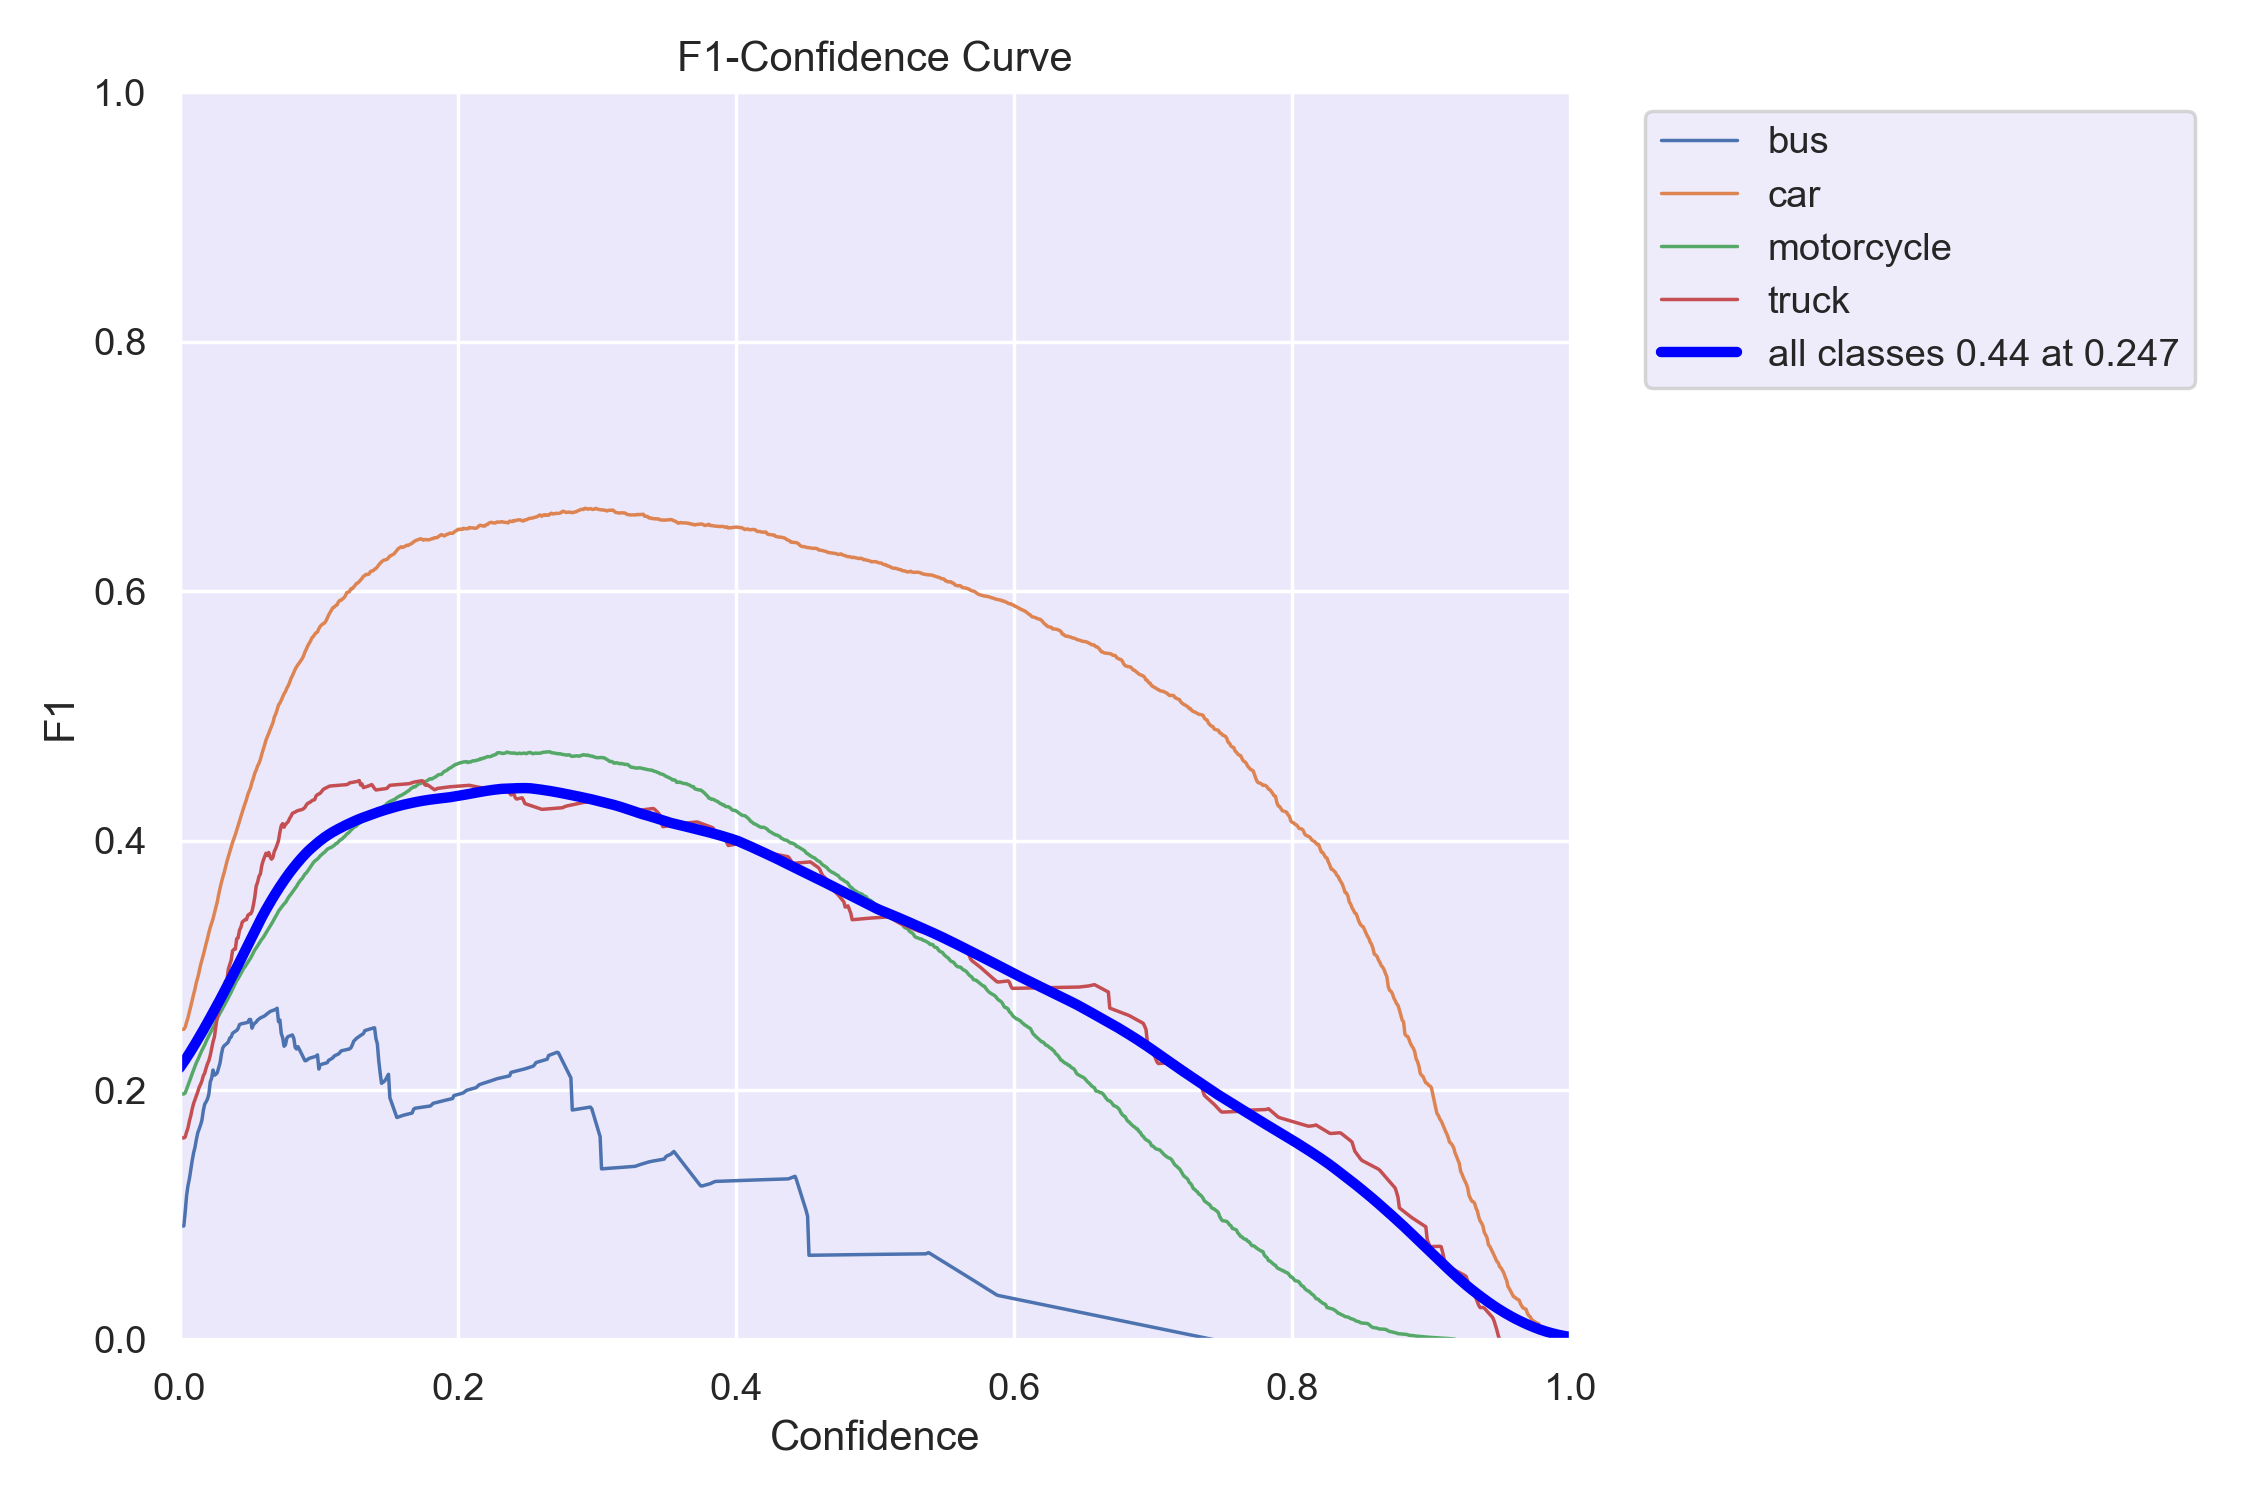 F1-Confidence Curve
1.0
0.8
0.6
0.4
0.2
0.0
F1
0.0 0.2 0.4 0.6 0.8 1.0
Confidence
bus
car
motorcycle
truck
all classes 0.44 at 0.247